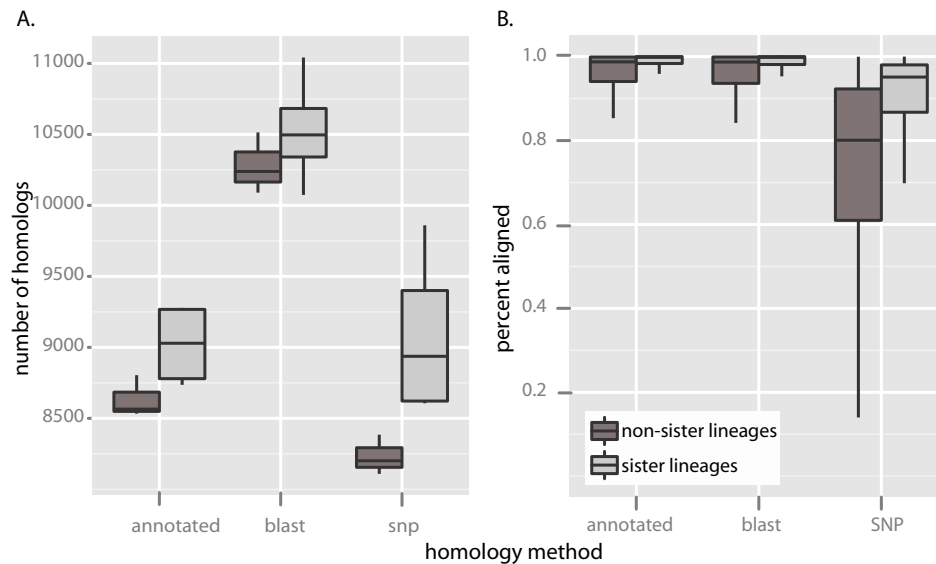 A.
number of homologs
11000
10500
10000
9500
9000
8500
annotated
blast
snp
B.
percent aligned
1.0
0.8
0.6
0.4
0.2
non-sister lineages
sister lineages
annotated
blast
SNP
homology method